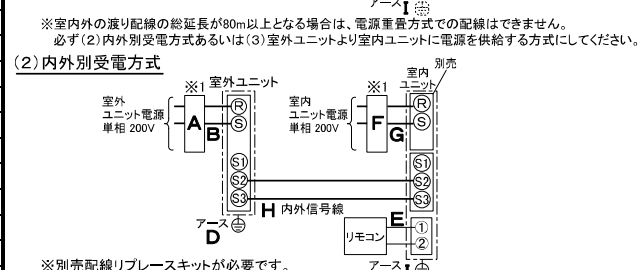 アースI
※室内外の渡り配線の総延長が80m以上となる場合は、電源重畳方式での配線はできません。
必ず(2)内外別受電方式あるいは(3)室外ユニットより室内ユニットに電源を供給する方式にしてください。
(2)内外別受電方式
別売
※1 室外ユニット
※1
室内
ユニット
室外
ユニット電源
単相 200V
A
B
R
S
S1
S2
S3
室内
ユニット電源
単相 200V
F
G
R
S
S1
S2
S3
H 内外信号線
アース
D
リモコン
E
①
②
※別売配線リプレースキットが必要です。
アース